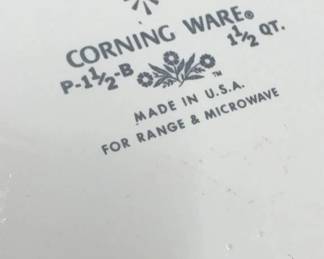 CORNING WARE®
P-1½-B 1½ QT.
™
MADE IN U.S.A.
FOR RANGE & MICROWAVE